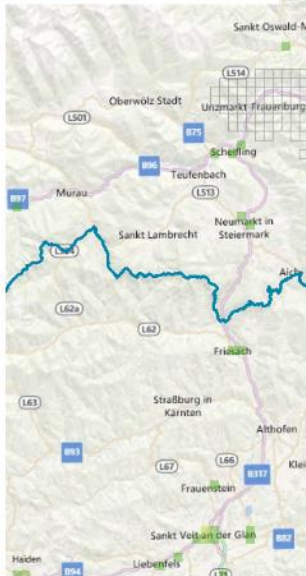 Sankt Oswald-M
L514
Oberwölz Stadt
Unzmarkt-Frauenburg
L501
B75
Scheifling
B96
Teufenbach
B97
Murau
L513
Neumarkt in
Steiermark
Sankt Lambrecht
Aich
L62a
L62
Friesach
L63
Straßburg in
Kärnten
Althofen
B93
L67
L66
Klei
B317
Frauenstein
Sankt Veit an der Glan
B82
Haiden
B94
Liebenfels